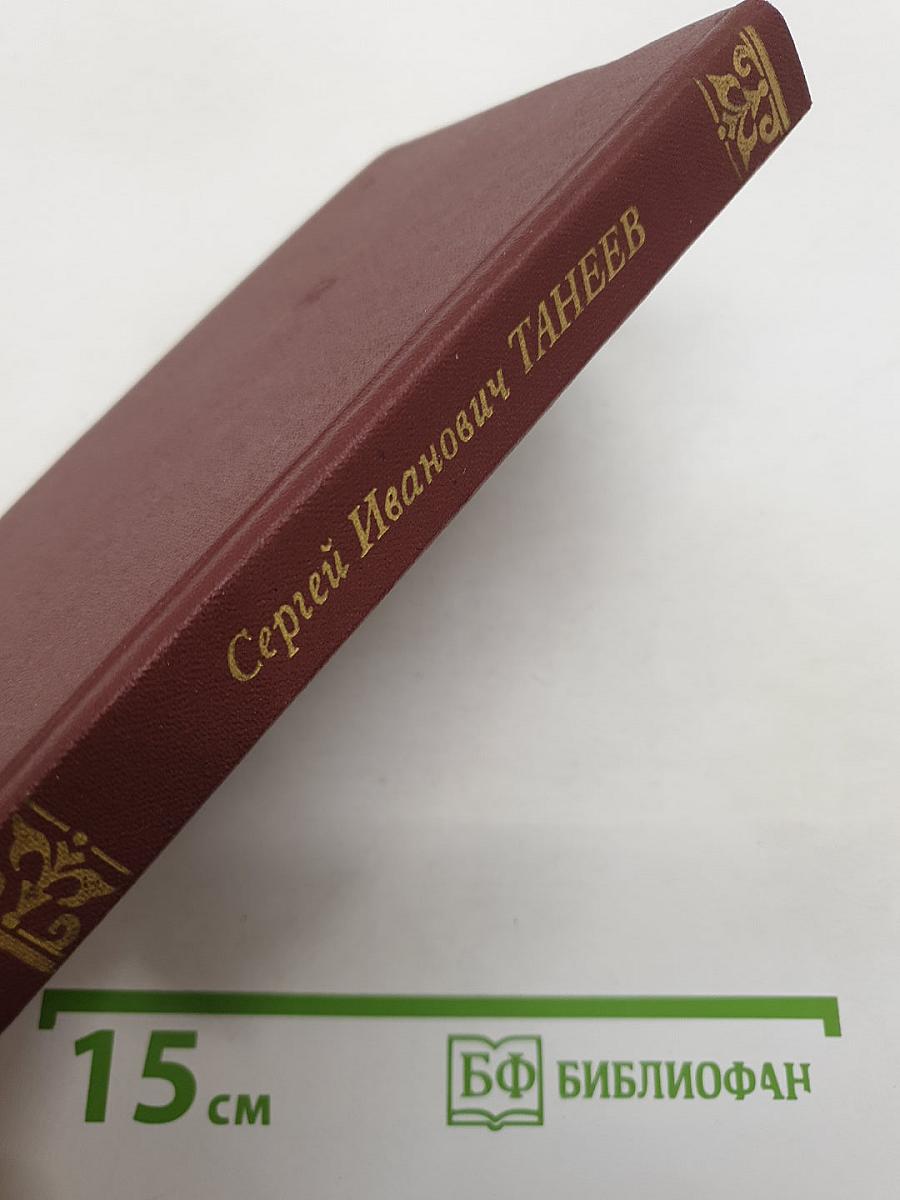 Сергей Иванович ТАНЕЕВ
15 см
БФ БИБЛИОФАН